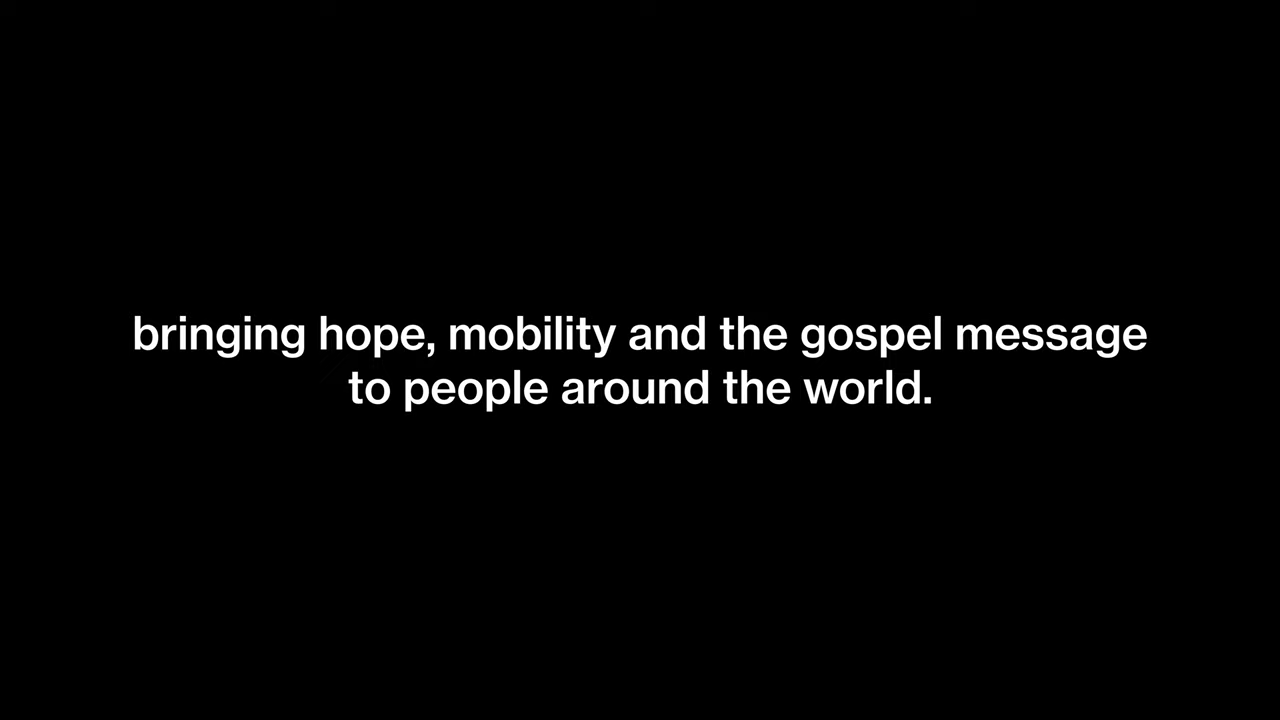 bringing hope, mobility and the gospel message
to people around the world.